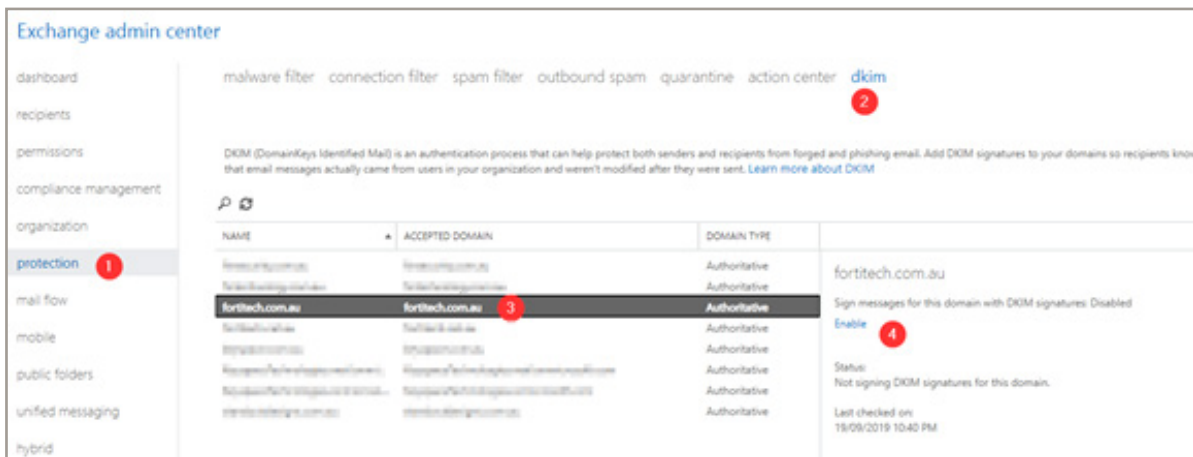 Exchange admin center
dashboard
recipients
permissions
compliance management
organization
protection 1
mail flow
mobile
public folders
unified messaging
hybrid
malware filter connection filter spam filter outbound spam quarantine action center dkim
2
DKIM (DomainKeys Identified Mail) is an authentication process that can help protect both senders and recipients from forged and phishing email. Add DKIM signatures to your domains so recipients know
that email messages actually came from users in your organization and weren't modified after they were sent. Learn more about DKIM
NAME ACCEPTED DOMAIN DOMAIN TYPE
Authoritative
Authoritative
fortitech.com.au fortitech.com.au 3 Authoritative
Authoritative
Authoritative
Authoritative
Authoritative
Authoritative
fortitech.com.au
Sign messages for this domain with DKIM signatures: Disabled
Enable 4
Status:
Not signing DKIM signatures for this domain.
Last checked on:
19/09/2019 10:40 PM